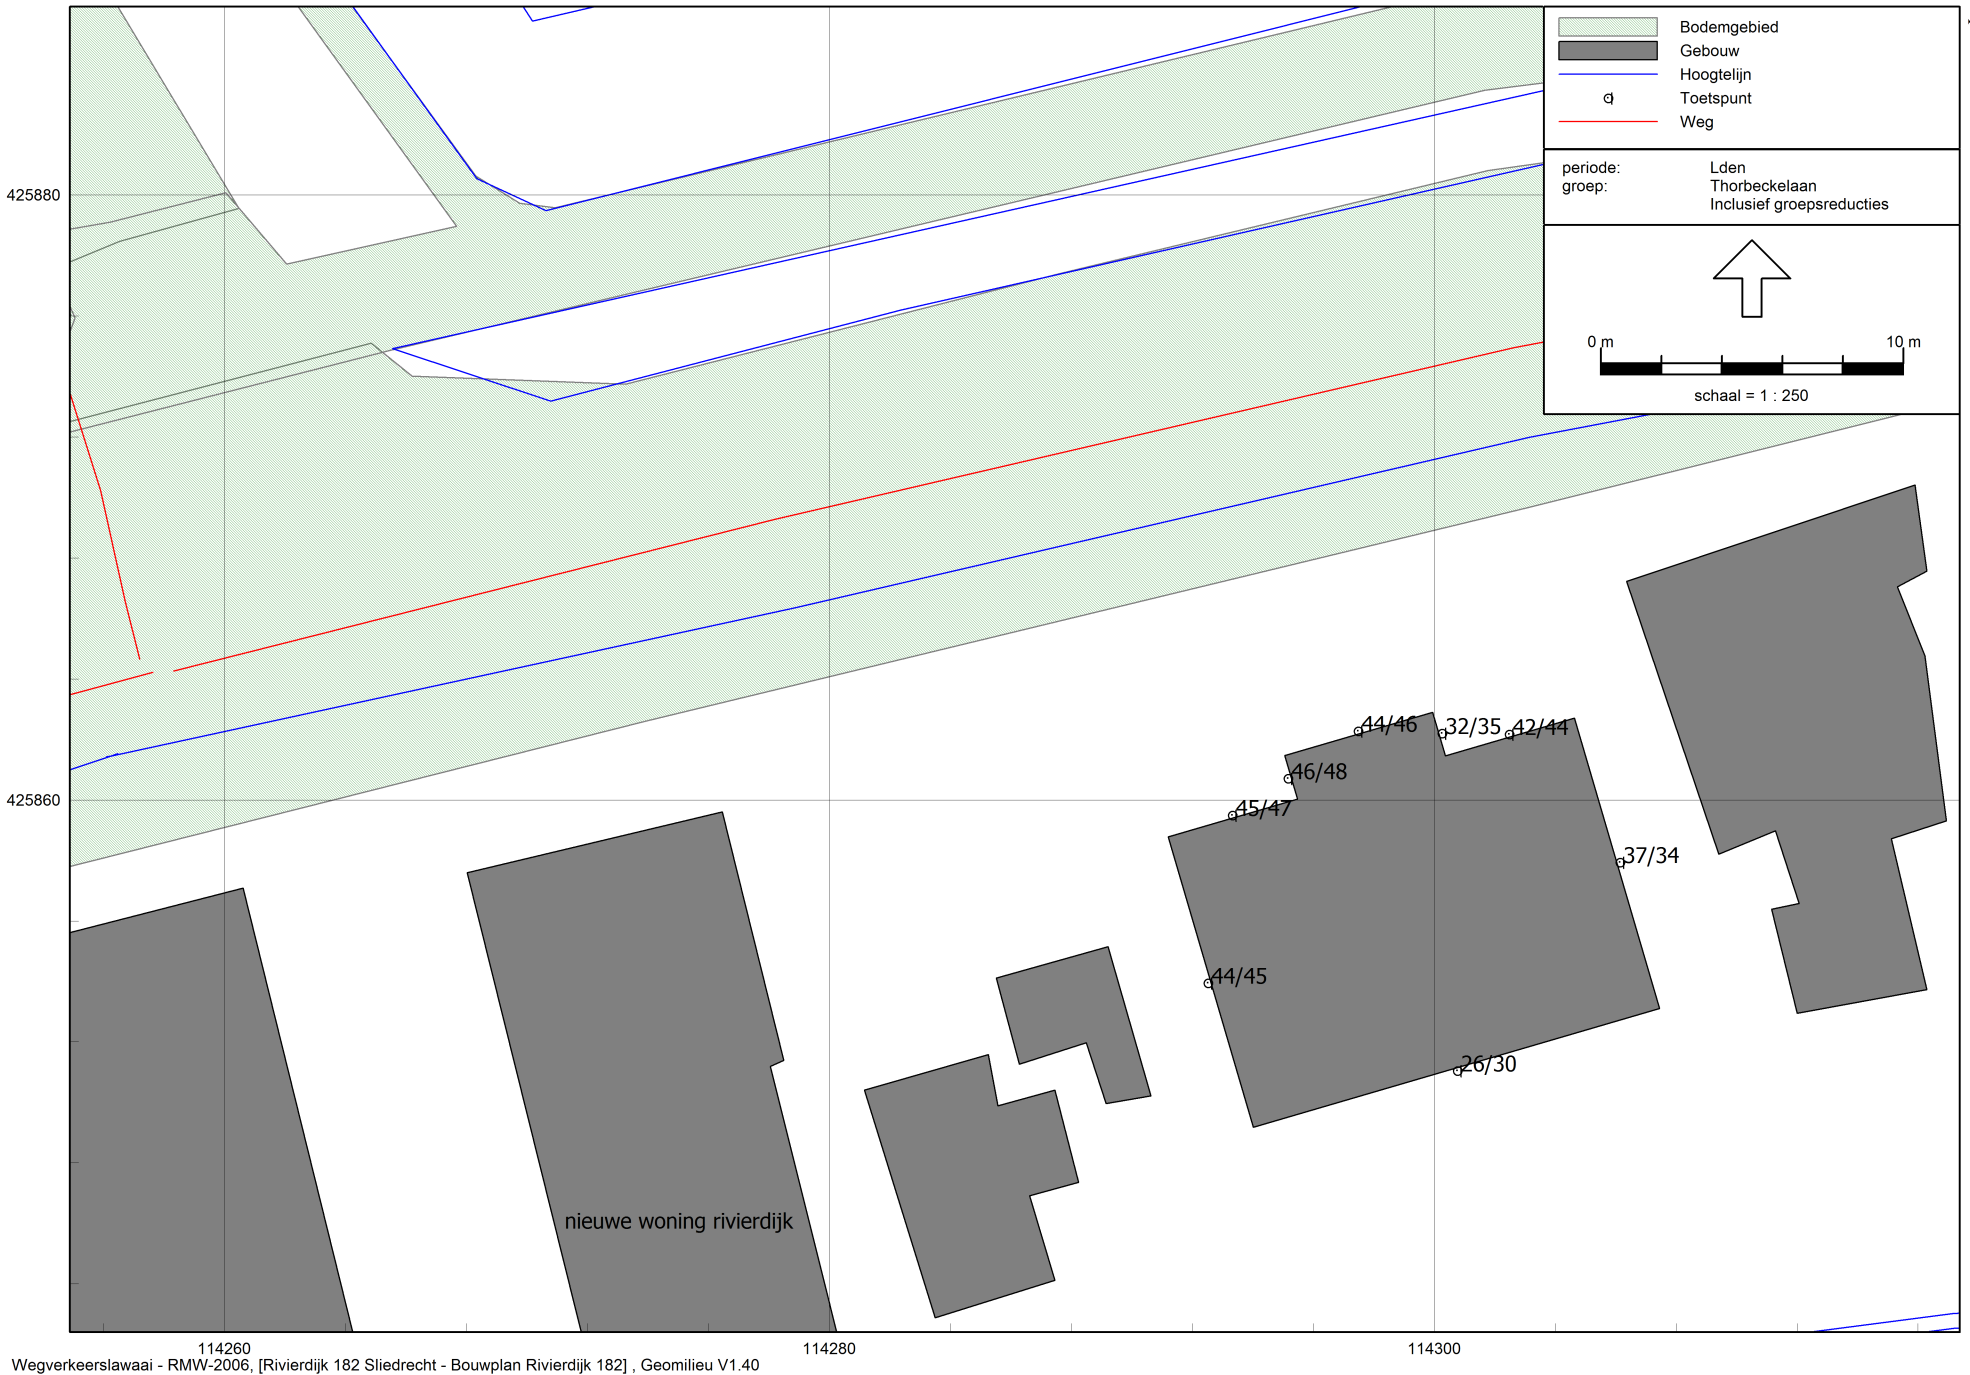 Bodemgebied
Gebouw
Hoogtelijn
Toetspunt
Weg
periode: Lden
groep: Thorbeckelaan
Inclusief groepsreducties
0 m 10 m
schaal = 1 : 250
425880
425860
44/46
32/35
42/44
46/48
45/47
37/34
44/45
26/30
nieuwe woning rivierdijk
114260
114280
114300
Wegverkeerslawaai - RMW-2006, [Rivierdijk 182 Sliedrecht - Bouwplan Rivierdijk 182] , Geomilieu V1.40